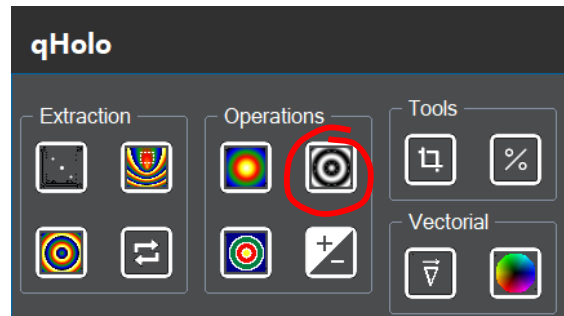 qHolo
Extraction
Operations
Tools
%
Vectorial
+
−